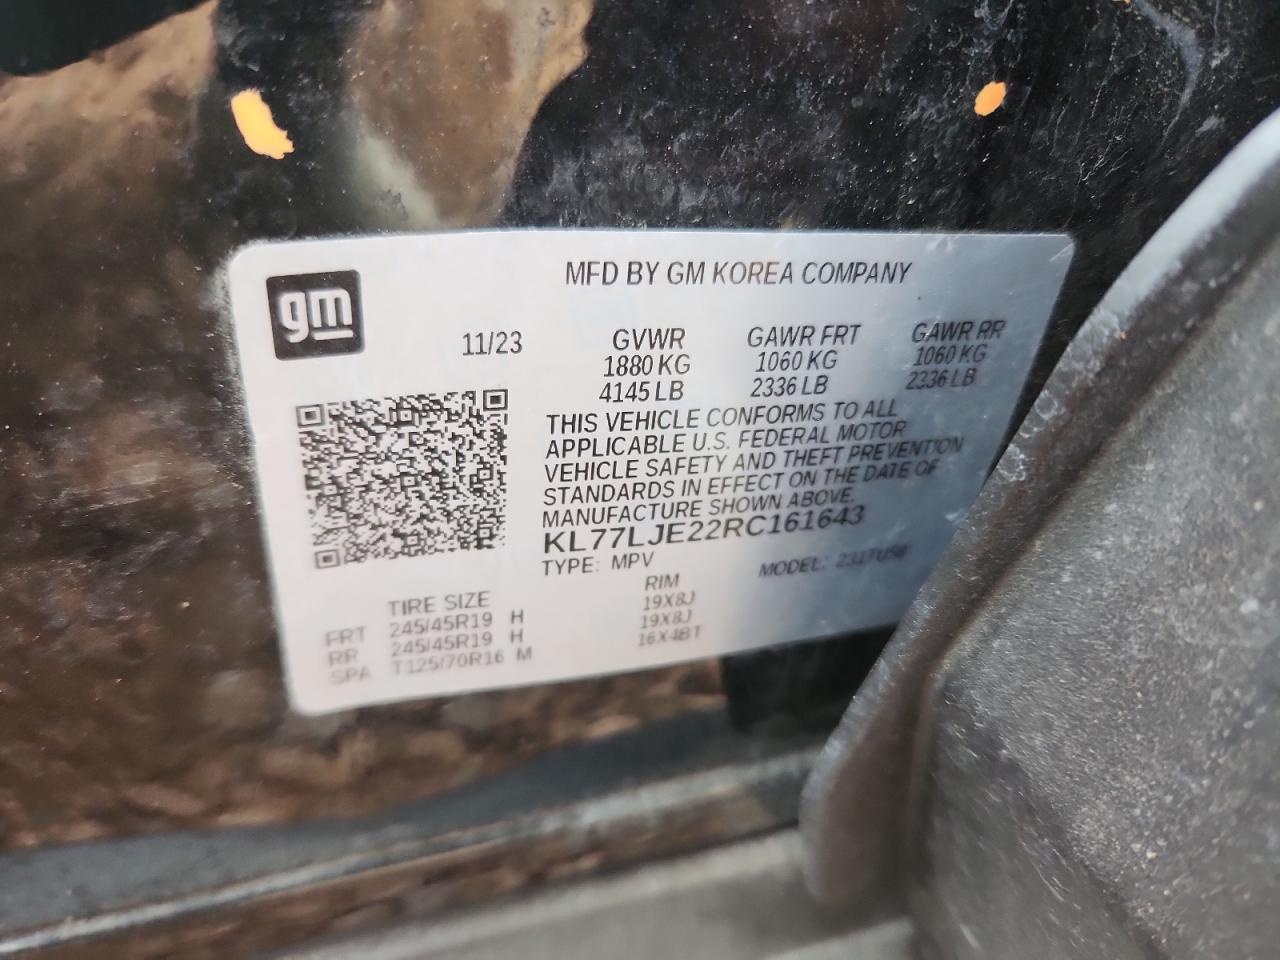 gm
MFD BY GM KOREA COMPANY
11/23
GVWR GAWR FRT GAWR RR
1880 KG 1060 KG 1060 KG
4145 LB 2336 LB 2336 LB
THIS VEHICLE CONFORMS TO ALL
APPLICABLE U.S. FEDERAL MOTOR
VEHICLE SAFETY AND THEFT PREVENTION
STANDARDS IN EFFECT ON THE DATE OF
MANUFACTURE SHOWN ABOVE.
KL77LJE22RC161643
TYPE: MPV MODEL:
TIRE SIZE RIM
FRT 245/45R19 H 19X8J
RR 245/45R19 H 19X8J
SPA T125/70R16 M 16X4BT